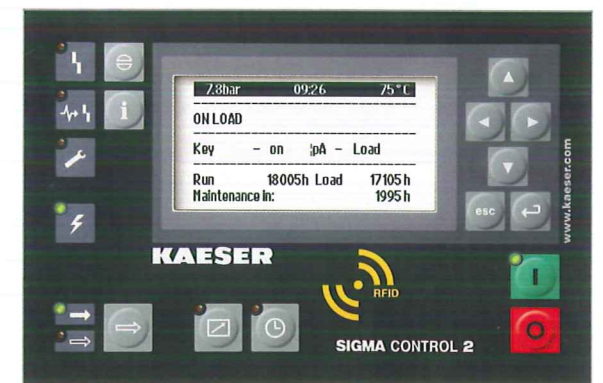 7.8bar 09:26 75°C
ON LOAD
Key - on ¦pA - Load
Run 18005h Load 17105h
Maintenance in: 1995h
esc
www.kaeser.com
KAESER
RFID
I
O
SIGMA CONTROL 2